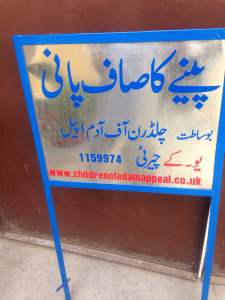 پینے کا صاف پانی
بوساطت چلڈرن آف آدم اپیل
یو۔کے چیرٹی 1159974
www.childrenofadamappeal.co.uk